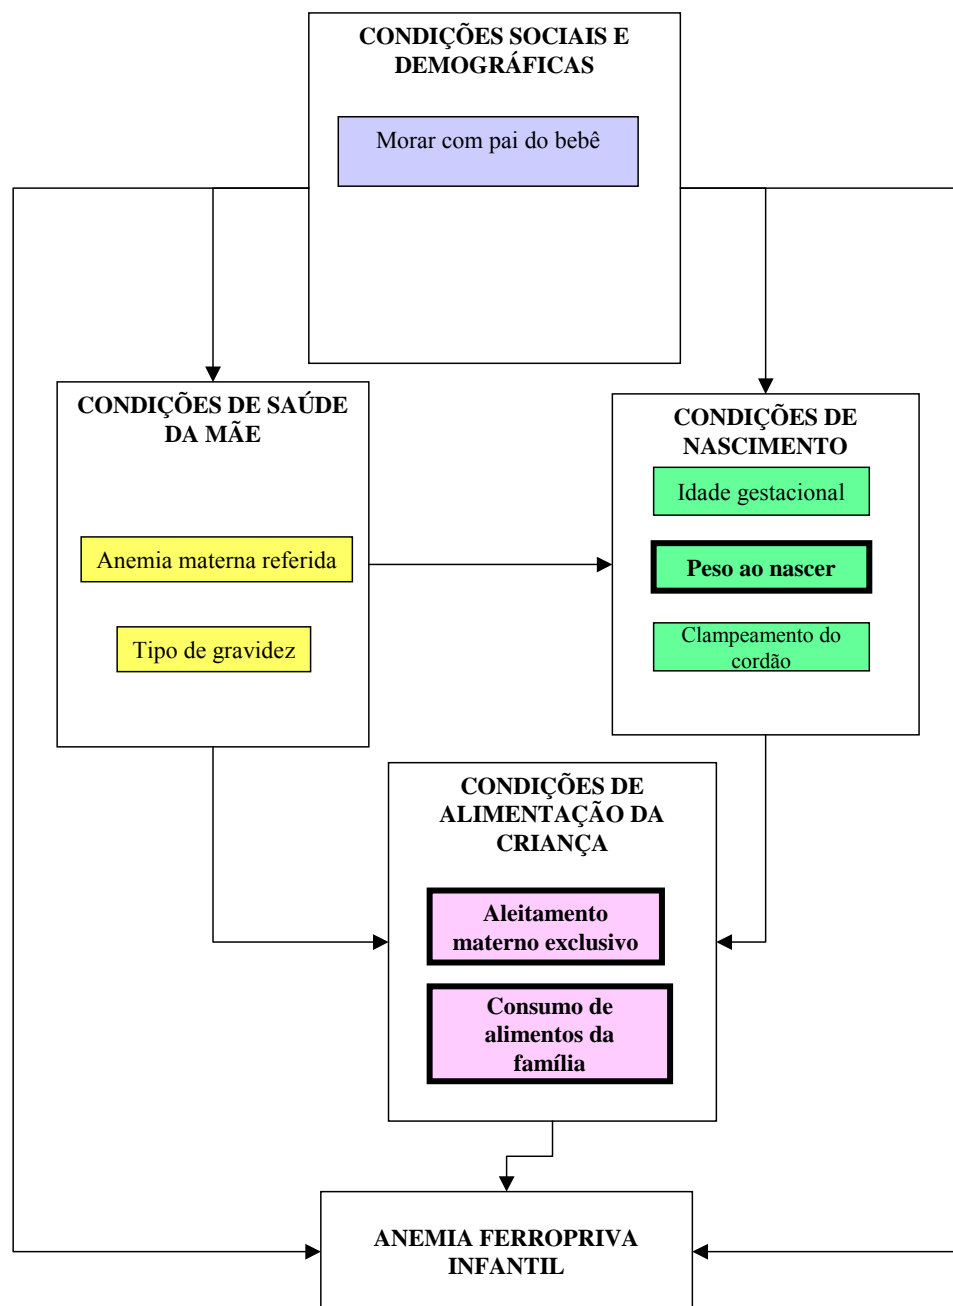 CONDIÇÕES SOCIAIS E
DEMOGRÁFICAS
Morar com pai do bebê
CONDIÇÕES DE SAÚDE
DA MÃE
Anemia materna referida
Tipo de gravidez
CONDIÇÕES DE
NASCIMENTO
Idade gestacional
Peso ao nascer
Clampeamento do
cordão
CONDIÇÕES DE
ALIMENTAÇÃO DA
CRIANÇA
Aleitamento
materno exclusivo
Consumo de
alimentos da
família
ANEMIA FERROPRIVA
INFANTIL